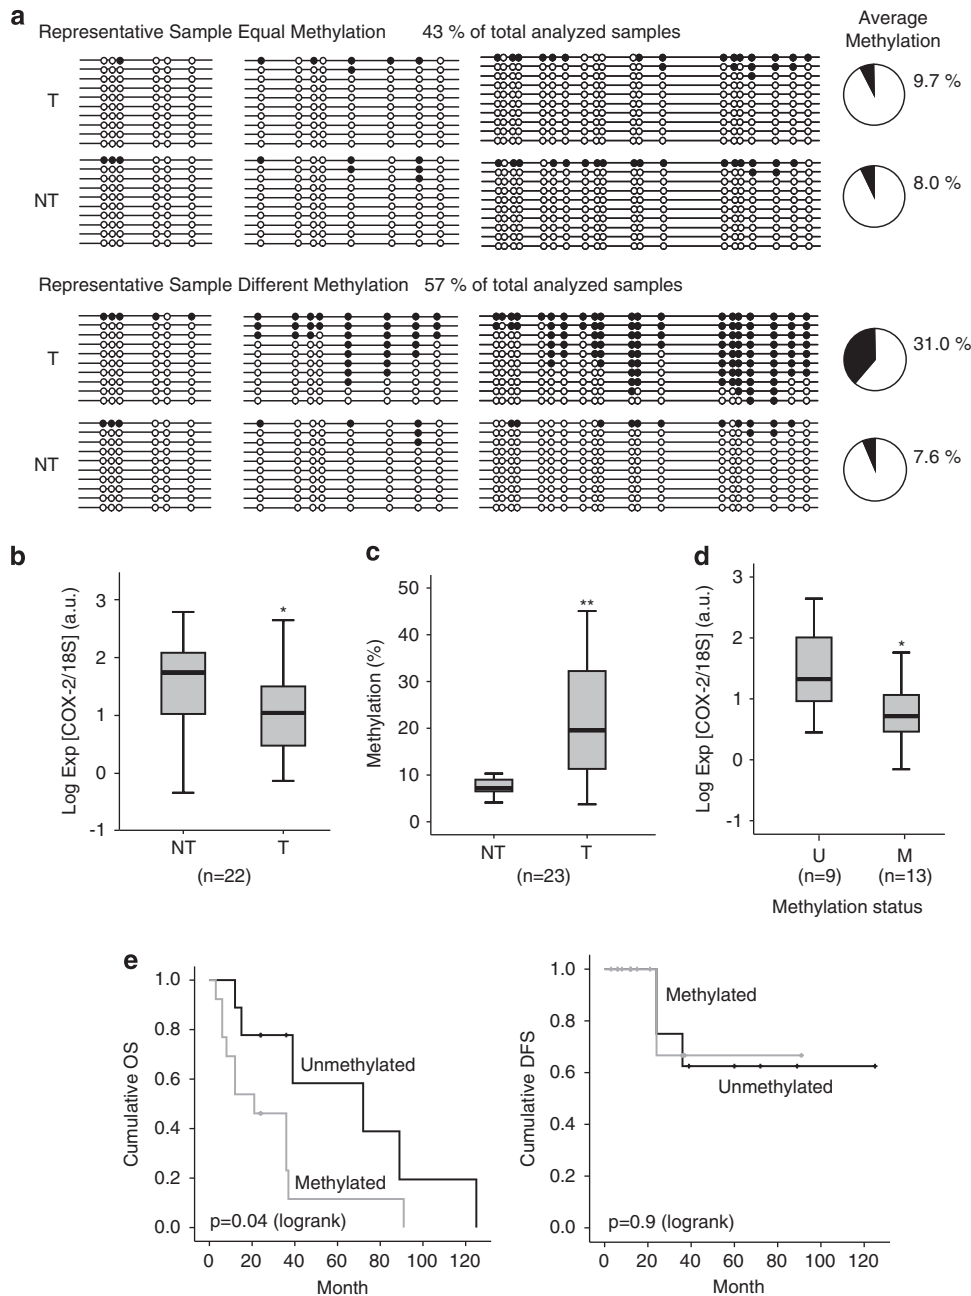 a
Representative Sample Equal Methylation 43 % of total analyzed samples
Average
Methylation
T
9.7 %
NT
8.0 %
Representative Sample Different Methylation 57 % of total analyzed samples
T
31.0 %
NT
7.6 %
b
Log Exp [COX-2/18S] (a.u.)
3
2
1
0
-1
*
NT T
(n=22)
c
Methylation (%)
50
40
30
20
10
0
**
NT T
(n=23)
d
Log Exp [COX-2/18S] (a.u.)
3
2
1
0
-1
*
U M
(n=9) (n=13)
Methylation status
e
Cumulative OS
1.0
0.8
0.6
0.4
0.2
0.0
Unmethylated
Methylated
p=0.04 (logrank)
0 20 40 60 80 100 120
Month
Cumulative DFS
1.0
0.8
0.6
0.4
0.2
0.0
Methylated
Unmethylated
p=0.9 (logrank)
0 20 40 60 80 100 120
Month